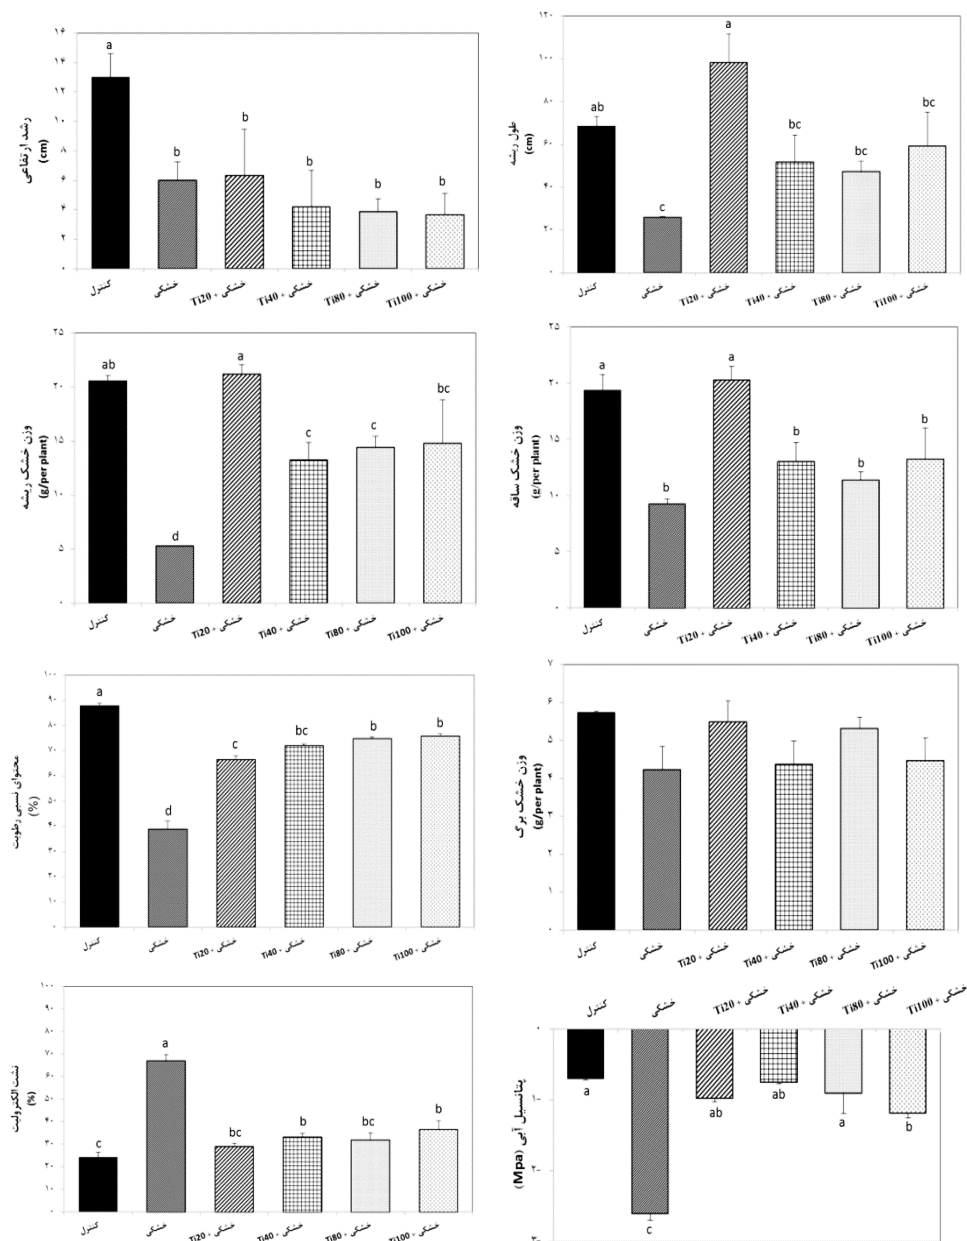 رشد ارتفاعی
(cm)
۱۶
۱۴
۱۲
۱۰
۸
۶
۴
۲
۰
a
b
b
b
b
b
کنترل
خشکی
خشکی + Ti20
خشکی + Ti40
خشکی + Ti80
خشکی + Ti100
طول ریشه
(cm)
۱۲۰
۱۰۰
۸۰
۶۰
۴۰
۲۰
۰
ab
c
a
bc
bc
bc
کنترل
خشکی
خشکی + Ti20
خشکی + Ti40
خشکی + Ti80
خشکی + Ti100
وزن خشک ریشه
(g/per plant)
۲۵
۲۰
۱۵
۱۰
۵
۰
ab
d
a
c
c
bc
کنترل
خشکی
خشکی + Ti20
خشکی + Ti40
خشکی + Ti80
خشکی + Ti100
وزن خشک ساقه
(g/per plant)
۲۵
۲۰
۱۵
۱۰
۵
۰
a
b
a
b
b
b
کنترل
خشکی
خشکی + Ti20
خشکی + Ti40
خشکی + Ti80
خشکی + Ti100
محتوای نسبی رطوبت
(%)
۱۰۰
۹۰
۸۰
۷۰
۶۰
۵۰
۴۰
۳۰
۲۰
۱۰
۰
a
d
c
bc
b
b
کنترل
خشکی
خشکی + Ti20
خشکی + Ti40
خشکی + Ti80
خشکی + Ti100
وزن خشک برگ
(g/per plant)
۷
۶
۵
۴
۳
۲
۱
۰
کنترل
خشکی
خشکی + Ti20
خشکی + Ti40
خشکی + Ti80
خشکی + Ti100
نشت الکترولیت
(%)
۱۰۰
۹۰
۸۰
۷۰
۶۰
۵۰
۴۰
۳۰
۲۰
۱۰
۰
c
a
bc
b
bc
b
کنترل
خشکی
خشکی + Ti20
خشکی + Ti40
خشکی + Ti80
خشکی + Ti100
کنترل
خشکی
خشکی + Ti20
خشکی + Ti40
خشکی + Ti80
خشکی + Ti100
پتانسیل آبی (Mpa)
۰
-۱
-۲
-۳
a
c
ab
ab
a
b